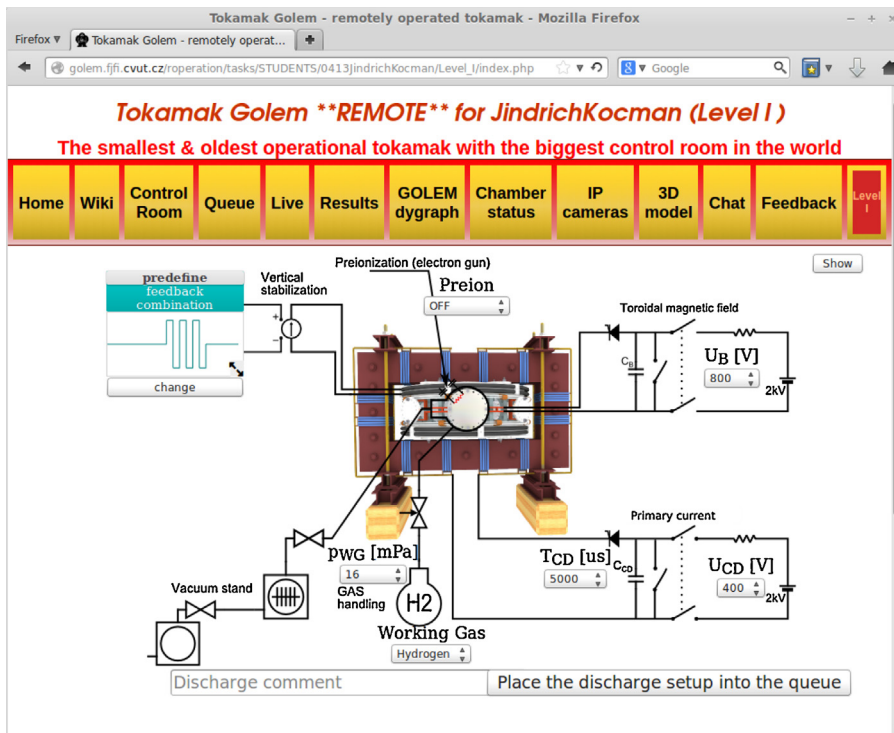 Tokamak Golem - remotely operated tokamak - Mozilla Firefox
Firefox
Tokamak Golem - remotely operat...
golem.fjfi.cvut.cz/roperation/tasks/STUDENTS/0413JindrichKocman/Level_I/index.php
Google
Tokamak Golem **REMOTE** for JindrichKocman (Level I )
The smallest & oldest operational tokamak with the biggest control room in the world
Home
Wiki
Control
Room
Queue
Live
Results
GOLEM
dygraph
Chamber
status
IP
cameras
3D
model
Chat
Feedback
Level
I
Show
predefine
feedback
combination
change
Vertical
stabilization
+
−
Preionization (electron gun)
Preion
OFF
Toroidal magnetic field
CB
UB [V]
800
2kV
Primary current
TCD [us]
5000
CCD
UCD [V]
400
2kV
pWG [mPa]
16
GAS
handling
H2
Working Gas
Hydrogen
Vacuum stand
Discharge comment
Place the discharge setup into the queue